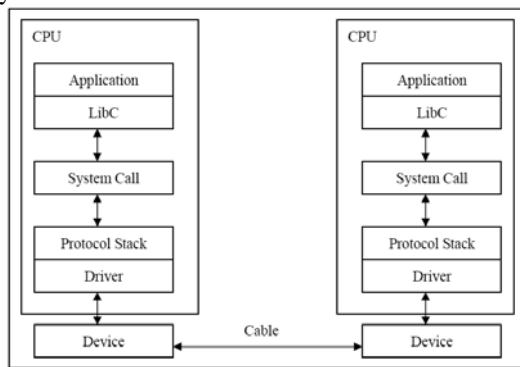 y
CPU
Application
LibC
System Call
Protocol Stack
Driver
Device
Cable
CPU
Application
LibC
System Call
Protocol Stack
Driver
Device